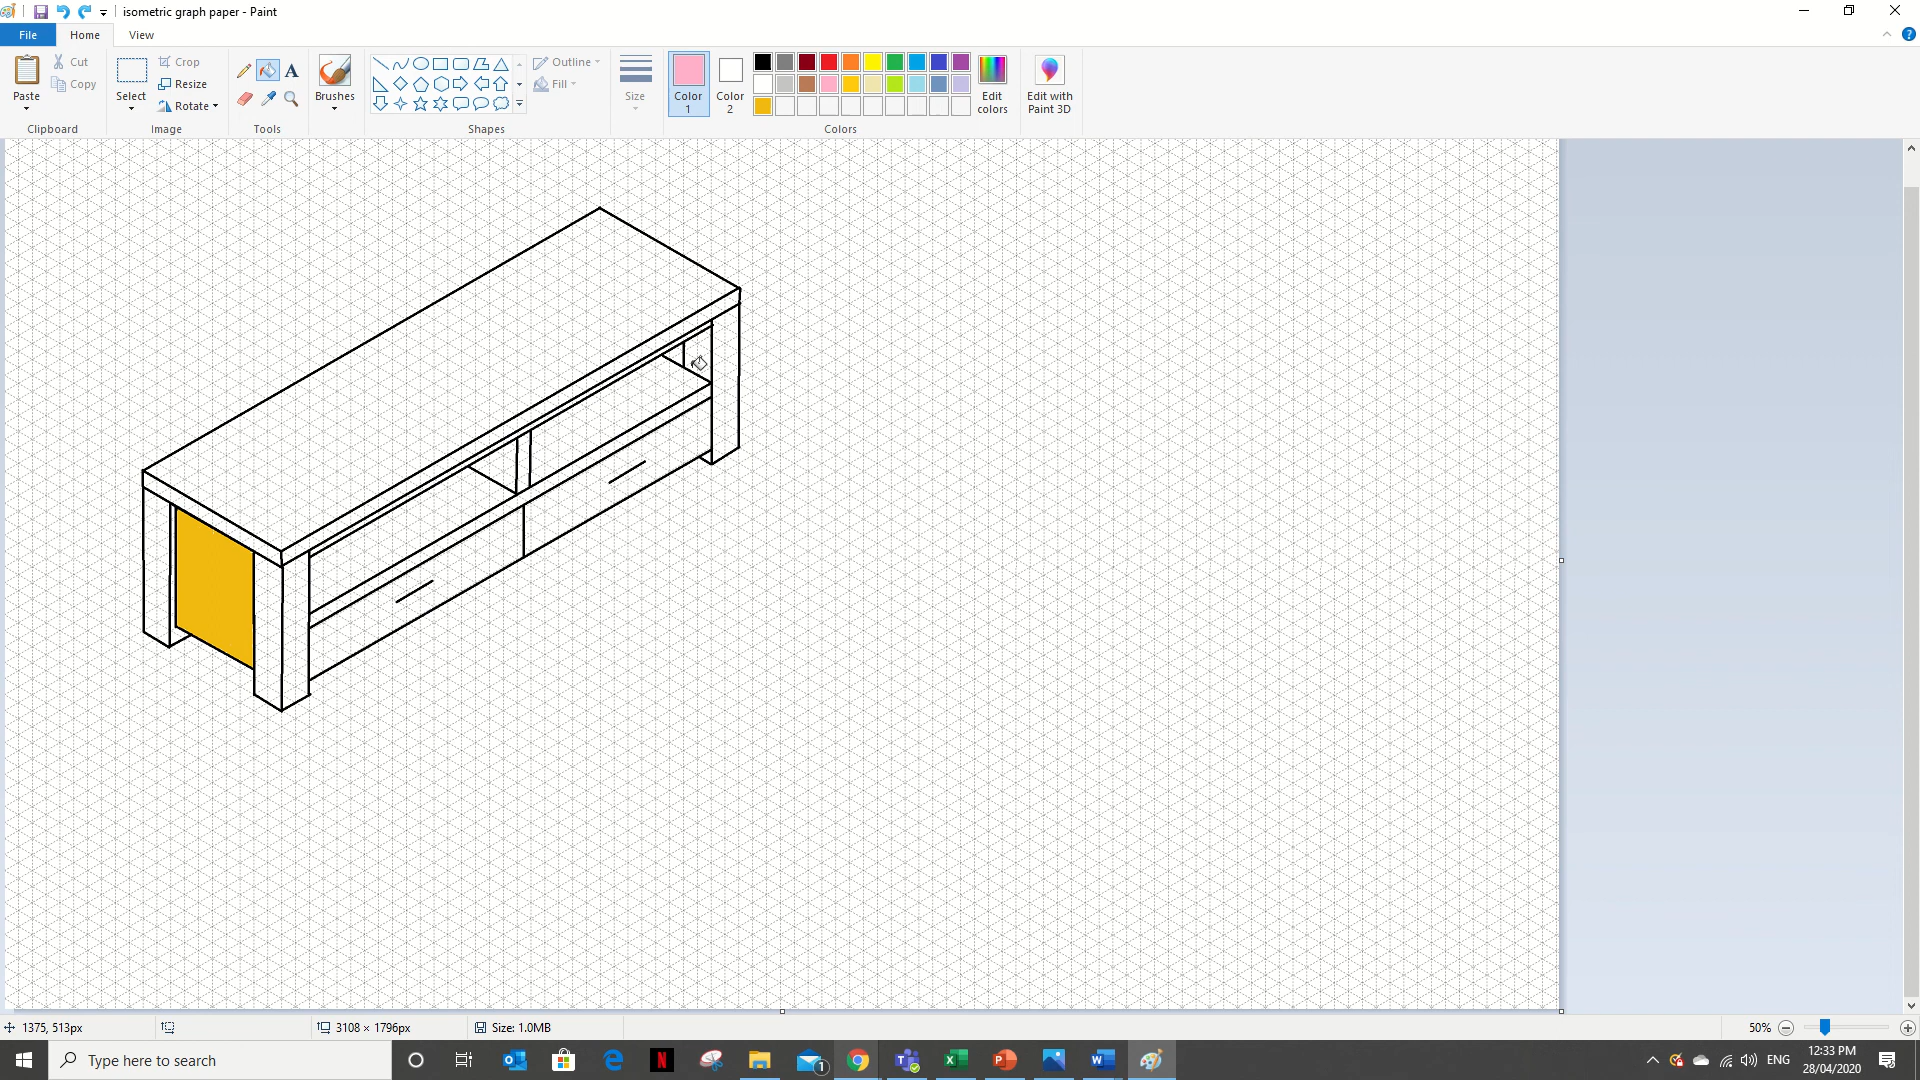 isometric graph paper - Paint
File Home View
Paste
Cut
Copy
Clipboard
Select
Crop
Resize
Rotate
Image
A
Tools
Brushes
Outline
Fill
Shapes
Size
Color 1
Color 2
Edit colors
Colors
Edit with Paint 3D
1375, 513px
3108 × 1796px
Size: 1.0MB
50%
Type here to search
1
ENG
12:33 PM
28/04/2020